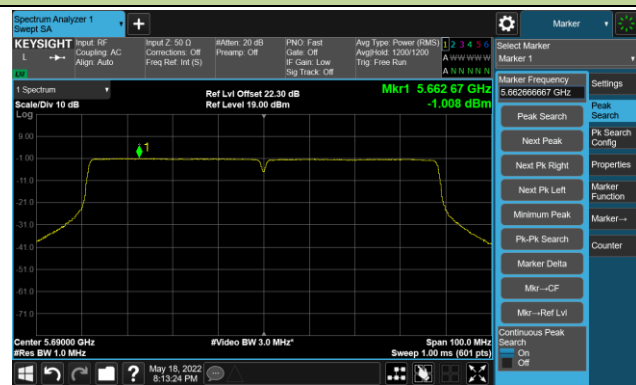 Spectrum Analyzer 1
Swept SA
Marker
KEYSIGHT
L
Input: RF
Coupling: AC
Align: Auto
Input Z: 50 Ω
Corrections: Off
Freq Ref: Int (S)
#Atten: 20 dB
Preamp: Off
PNO: Fast
Gate: Off
IF Gain: Low
Sig Track: Off
Avg Type: Power (RMS)
Avg|Hold: 1200/1200
Trig: Free Run
1 2 3 4 5 6
A W W W W W
A N N N N N
Select Marker
Marker 1
1 Spectrum
Scale/Div 10 dB
Log
Ref Lvl Offset 22.30 dB
Ref Level 19.00 dBm
Mkr1 5.662 67 GHz
-1.008 dBm
9.00
-1.00
-11.0
-21.0
-31.0
-41.0
-51.0
-61.0
-71.0
1
Center 5.69000 GHz
#Res BW 1.0 MHz
#Video BW 3.0 MHz*
Span 100.0 MHz
Sweep 1.00 ms (601 pts)
Marker Frequency
5.662666667 GHz
Peak Search
Next Peak
Next Pk Right
Next Pk Left
Minimum Peak
Pk-Pk Search
Marker Delta
Mkr→CF
Mkr→Ref Lvl
Continuous Peak
Search
On
Off
Settings
Peak
Search
Pk Search
Config
Properties
Marker
Function
Marker→
Counter
May 18, 2022
8:13:24 PM